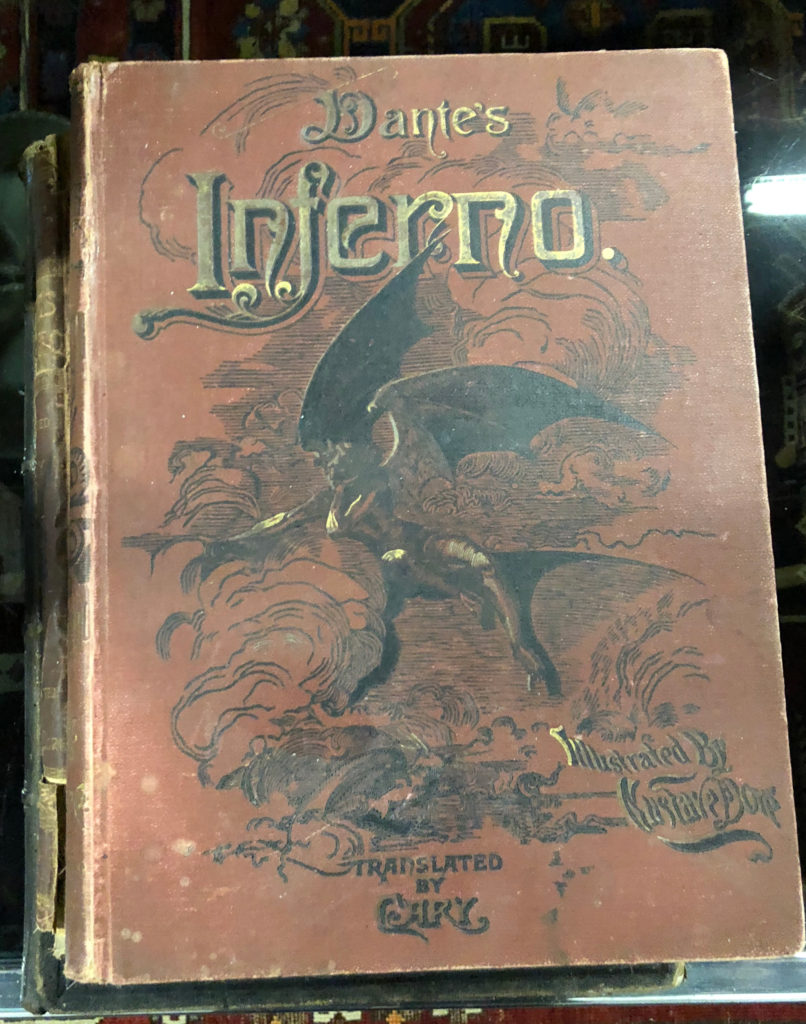 Dante's
Inferno.
Illustrated By
Gustave Doré
TRANSLATED
BY
CARY